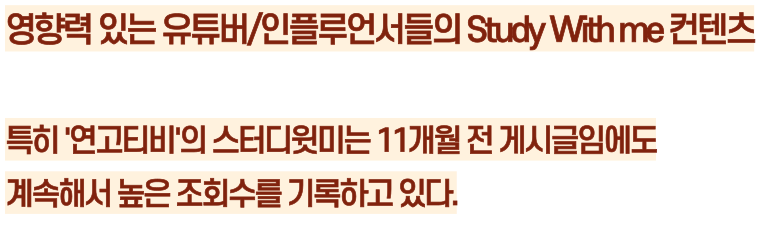 영향력 있는 유튜버/인플루언서들의 Study With me 컨텐츠
특히 '연고티비'의 스터디윗미는 11개월 전 게시글임에도
계속해서 높은 조회수를 기록하고 있다.